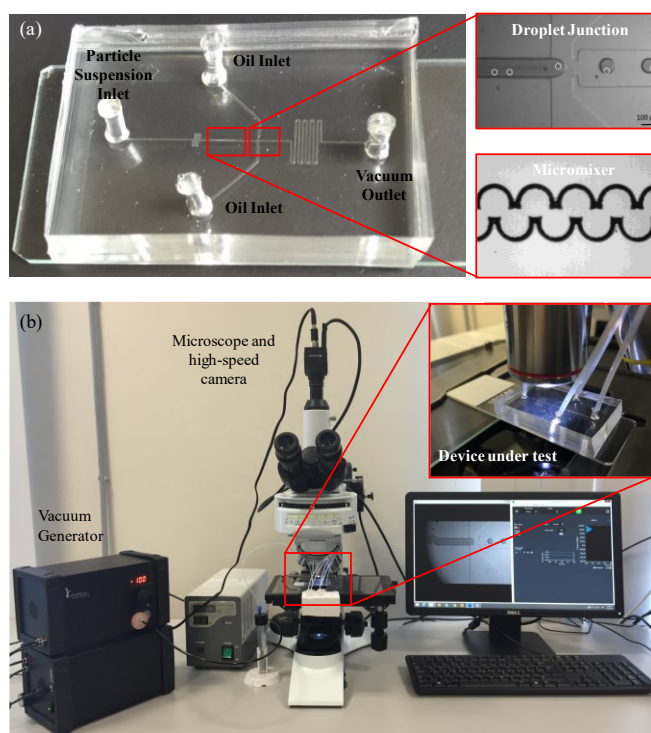 (a)
Particle
Suspension
Inlet
Oil Inlet
Oil Inlet
Vacuum
Outlet
Droplet Junction
100
Micromixer
(b)
Microscope and
high-speed
camera
Vacuum
Generator
-100
Device under test
DELL